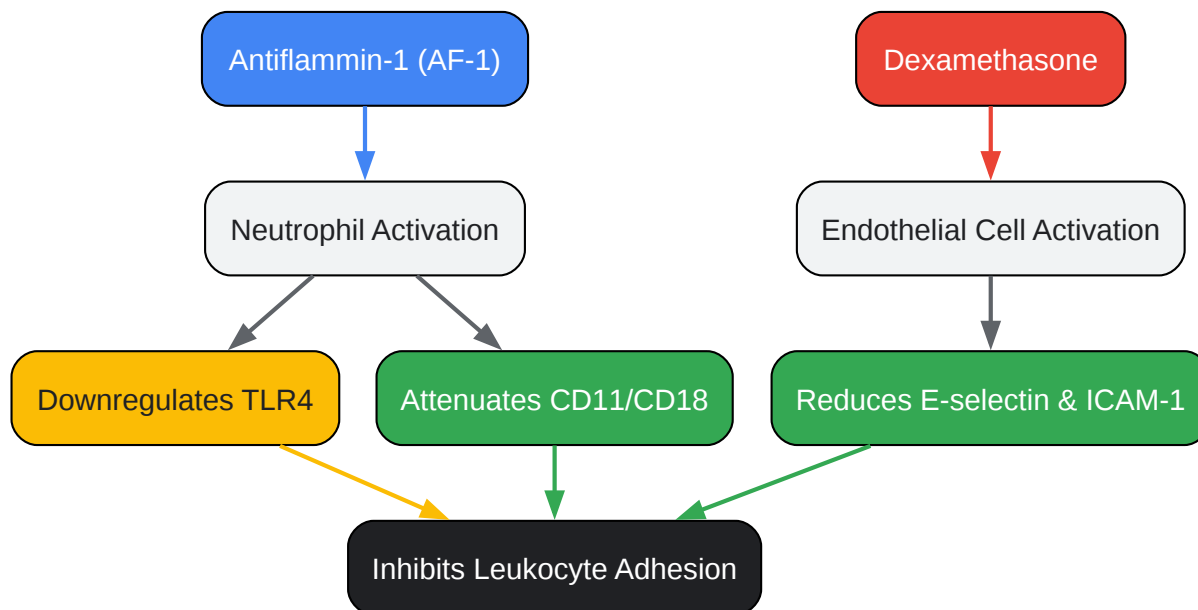 Antiflammin-1 (AF-1)
Dexamethasone
Neutrophil Activation
Endothelial Cell Activation
Downregulates TLR4
Attenuates CD11/CD18
Reduces E-selectin & ICAM-1
Inhibits Leukocyte Adhesion